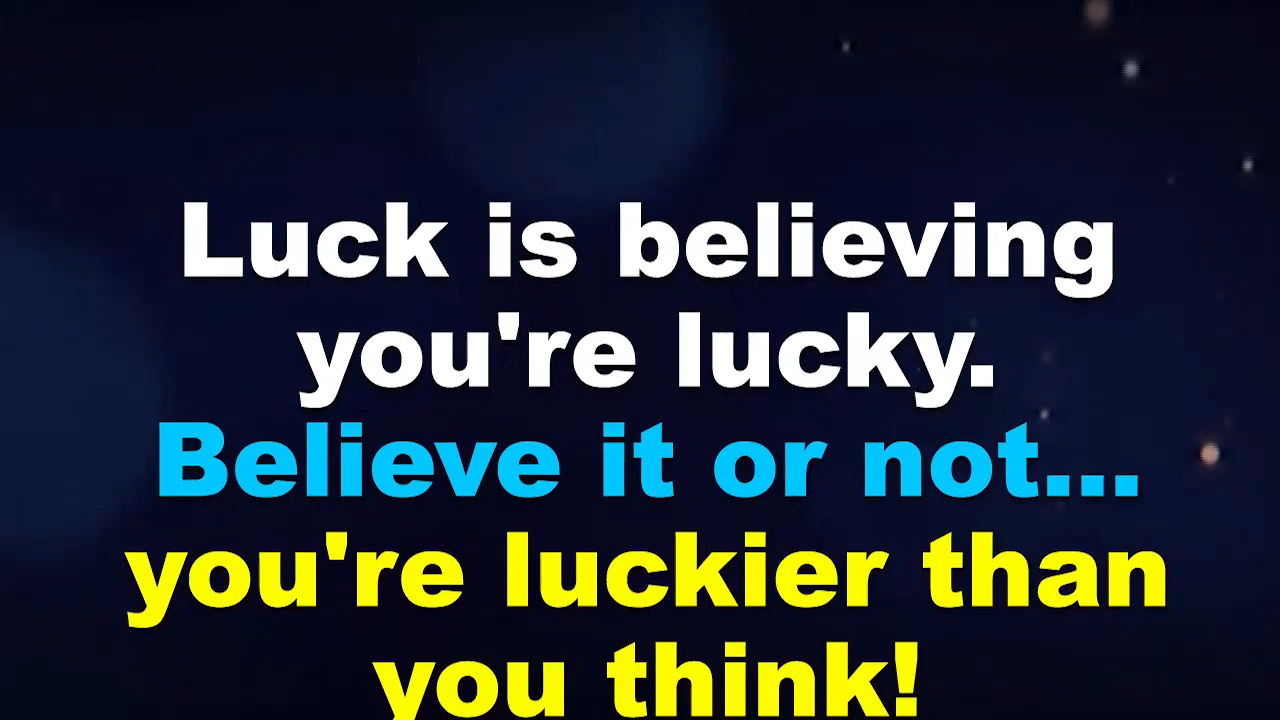 Luck is believing
you're lucky.
Believe it or not...
you're luckier than
you think!